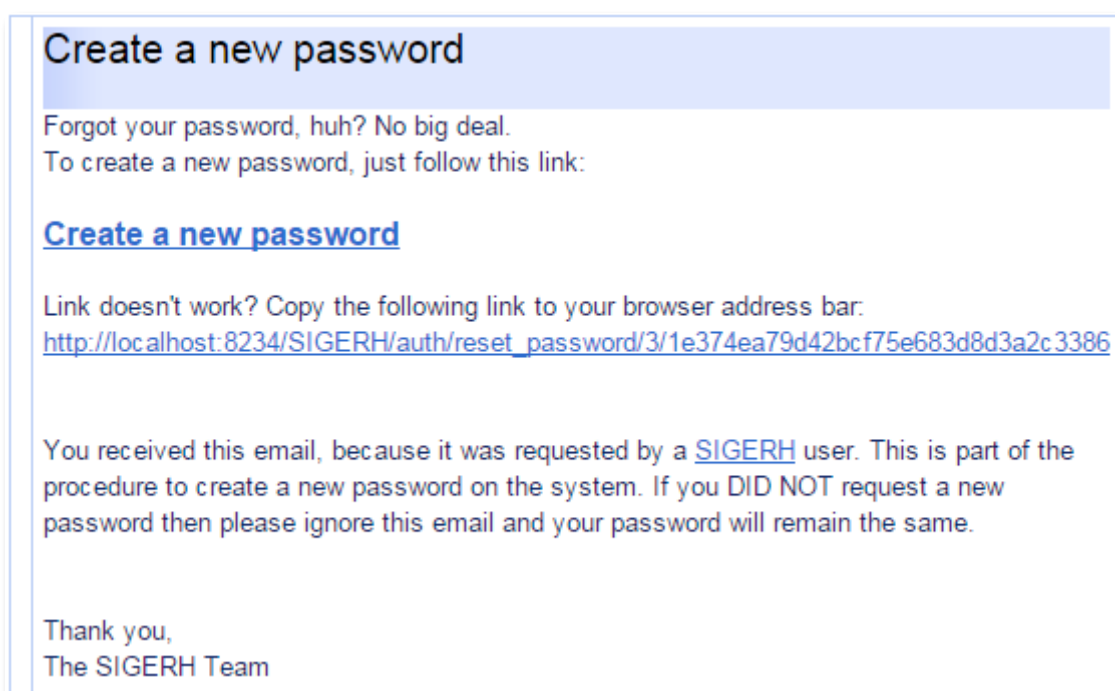 Create a new password
Forgot your password, huh? No big deal.
To create a new password, just follow this link:
Create a new password
Link doesn't work? Copy the following link to your browser address bar:
http://localhost:8234/SIGERH/auth/reset_password/3/1e374ea79d42bcf75e683d8d3a2c3386
You received this email, because it was requested by a SIGERH user. This is part of the
procedure to create a new password on the system. If you DID NOT request a new
password then please ignore this email and your password will remain the same.
Thank you,
The SIGERH Team